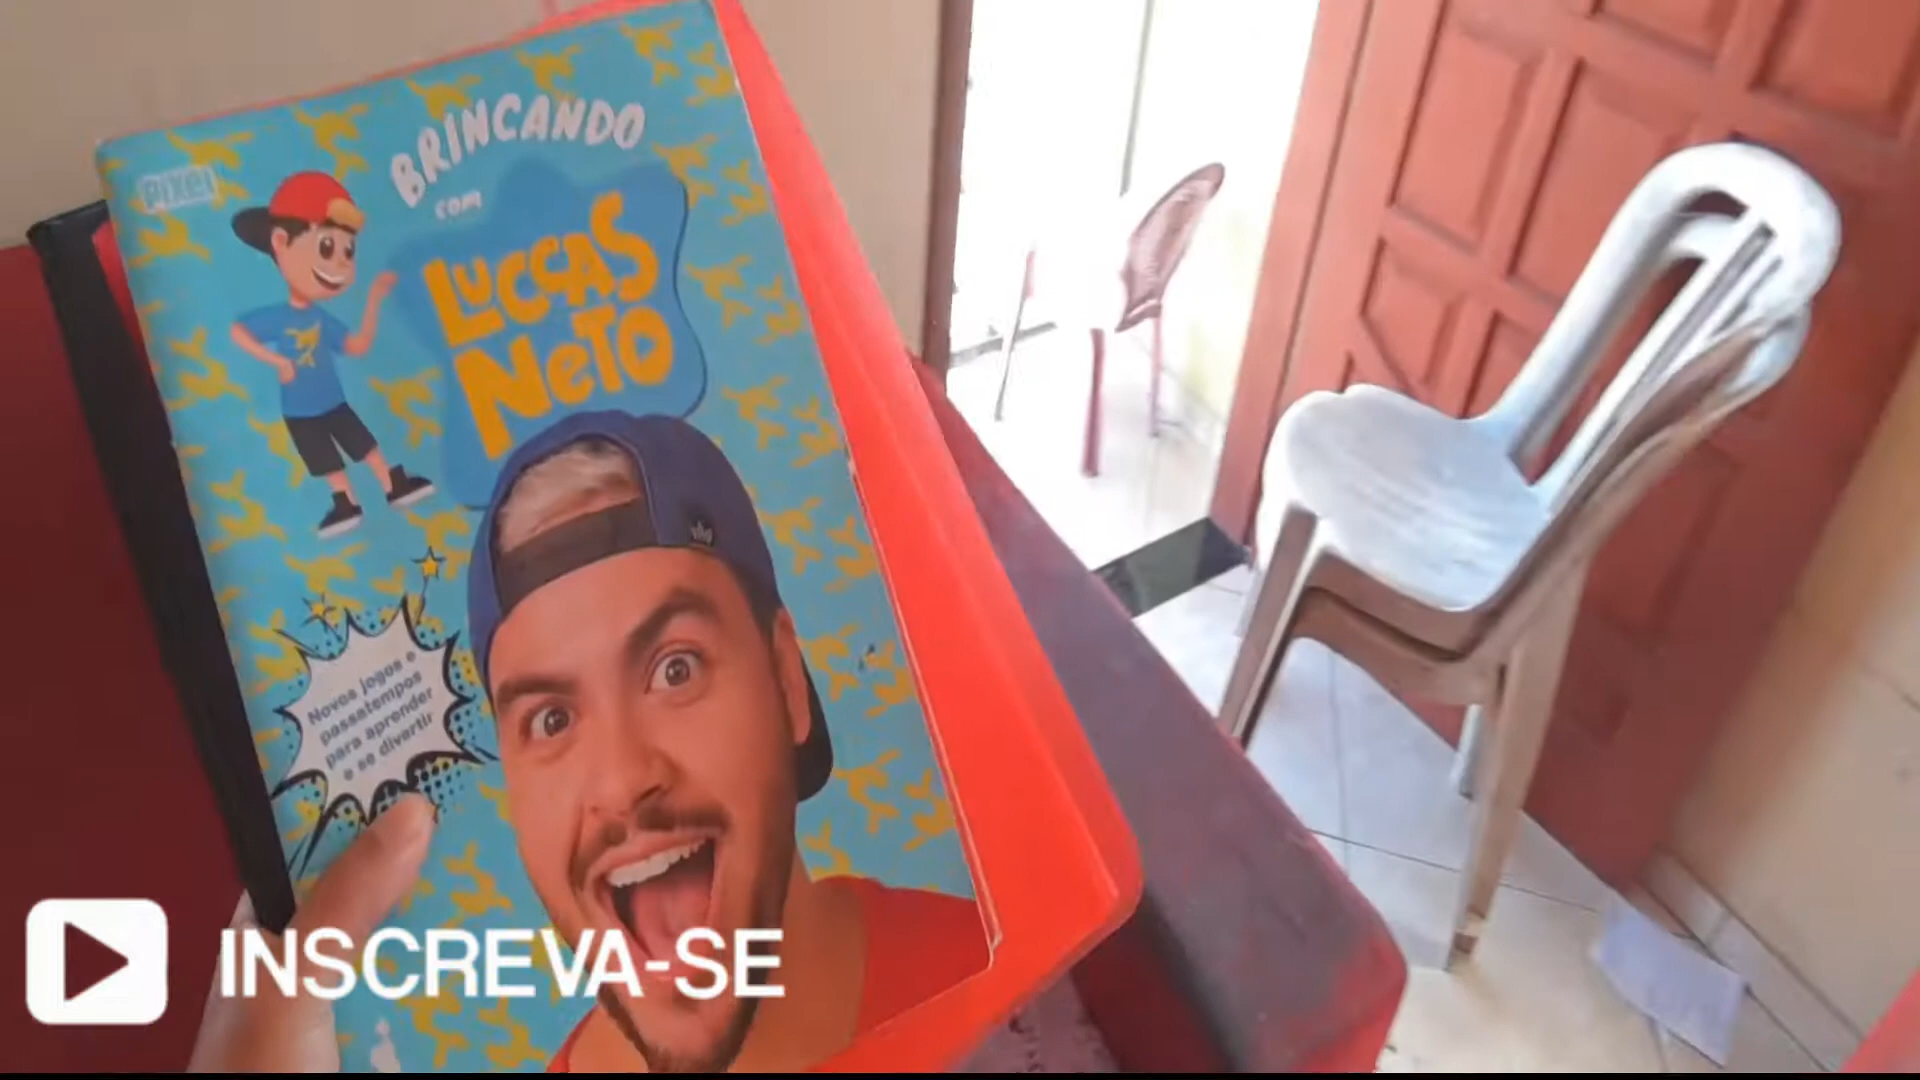 PIXEL
BRINCANDO
com
LUCCAS
NeTO
Novos jogos e
passatempos
para aprender
e se divertir
INSCREVA-SE